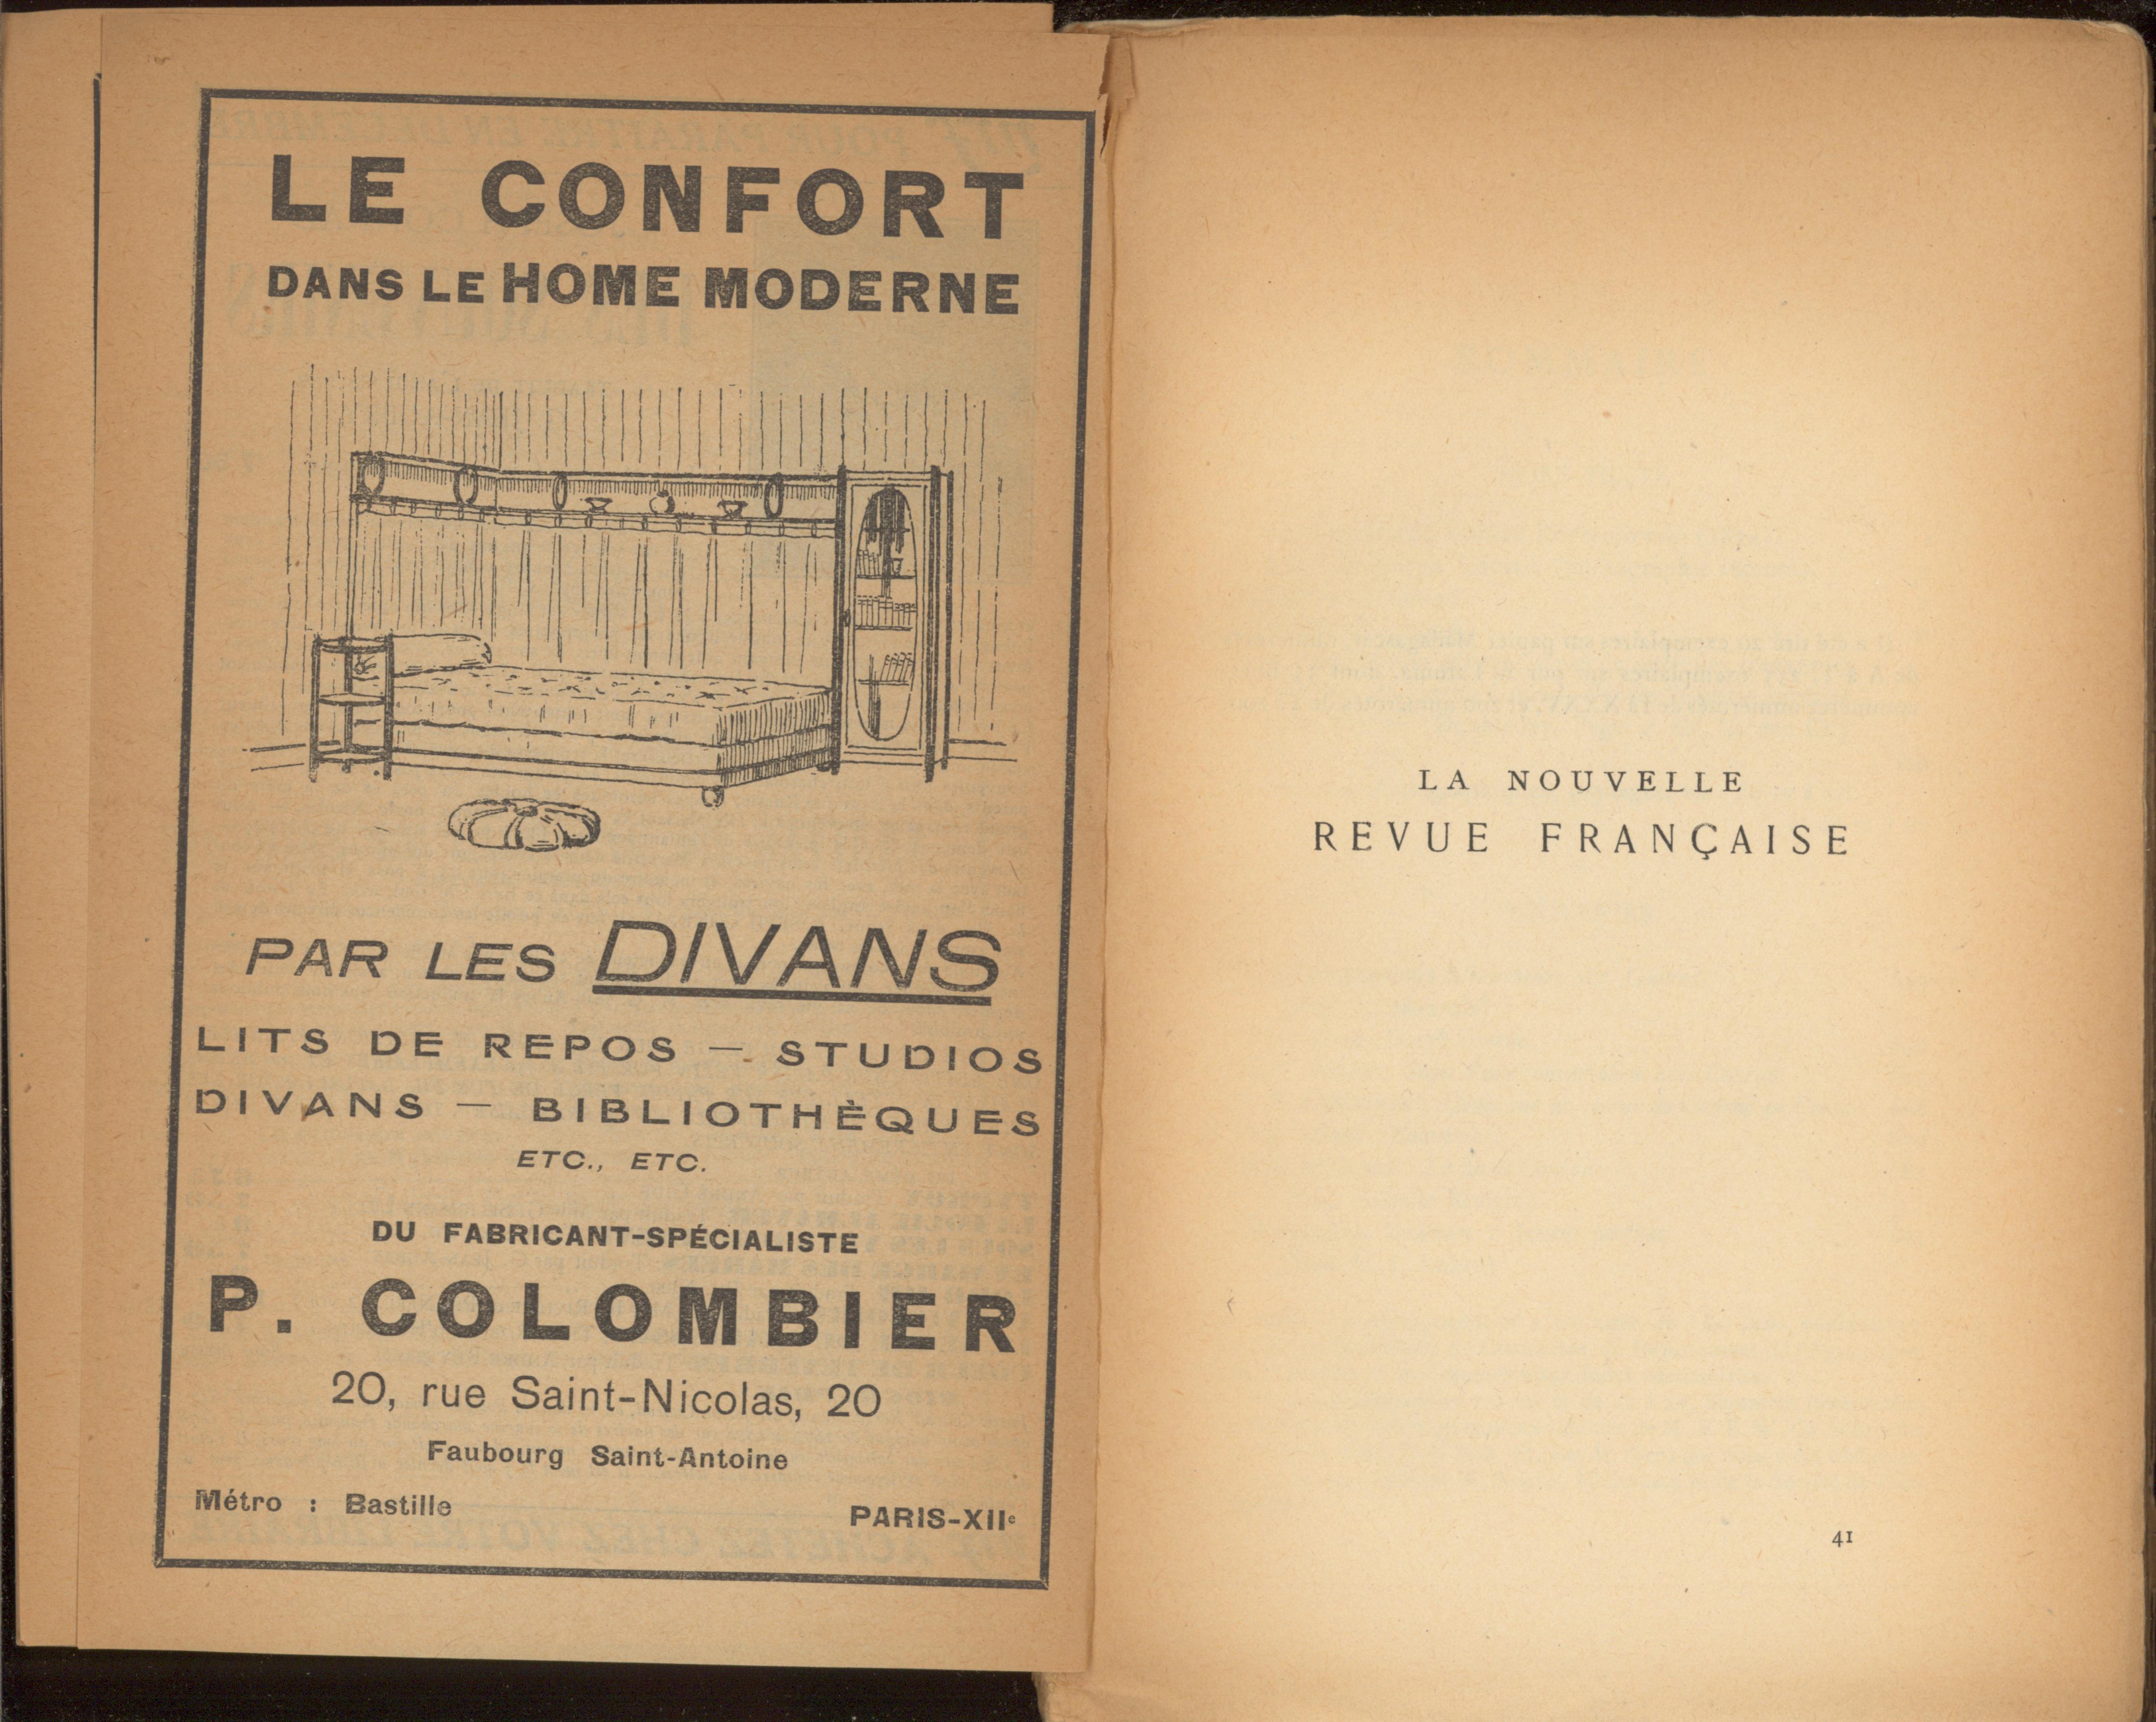 LE CONFORT
DANS LE HOME MODERNE
PAR LES DIVANS
LITS DE REPOS — STUDIOS
DIVANS — BIBLIOTHÈQUES
ETC., ETC.
DU FABRICANT-SPÉCIALISTE
P. COLOMBIER
20, rue Saint-Nicolas, 20
Faubourg Saint-Antoine
Métro : Bastille PARIS-XIIe
LA NOUVELLE
REVUE FRANÇAISE
41